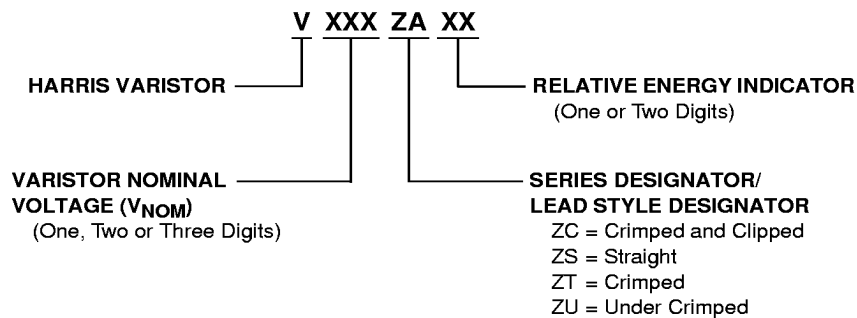 V XXX ZA XX
HARRIS VARISTOR
RELATIVE ENERGY INDICATOR
(One or Two Digits)
VARISTOR NOMINAL
VOLTAGE (VNOM)
(One, Two or Three Digits)
SERIES DESIGNATOR/
LEAD STYLE DESIGNATOR
ZC = Crimped and Clipped
ZS = Straight
ZT = Crimped
ZU = Under Crimped